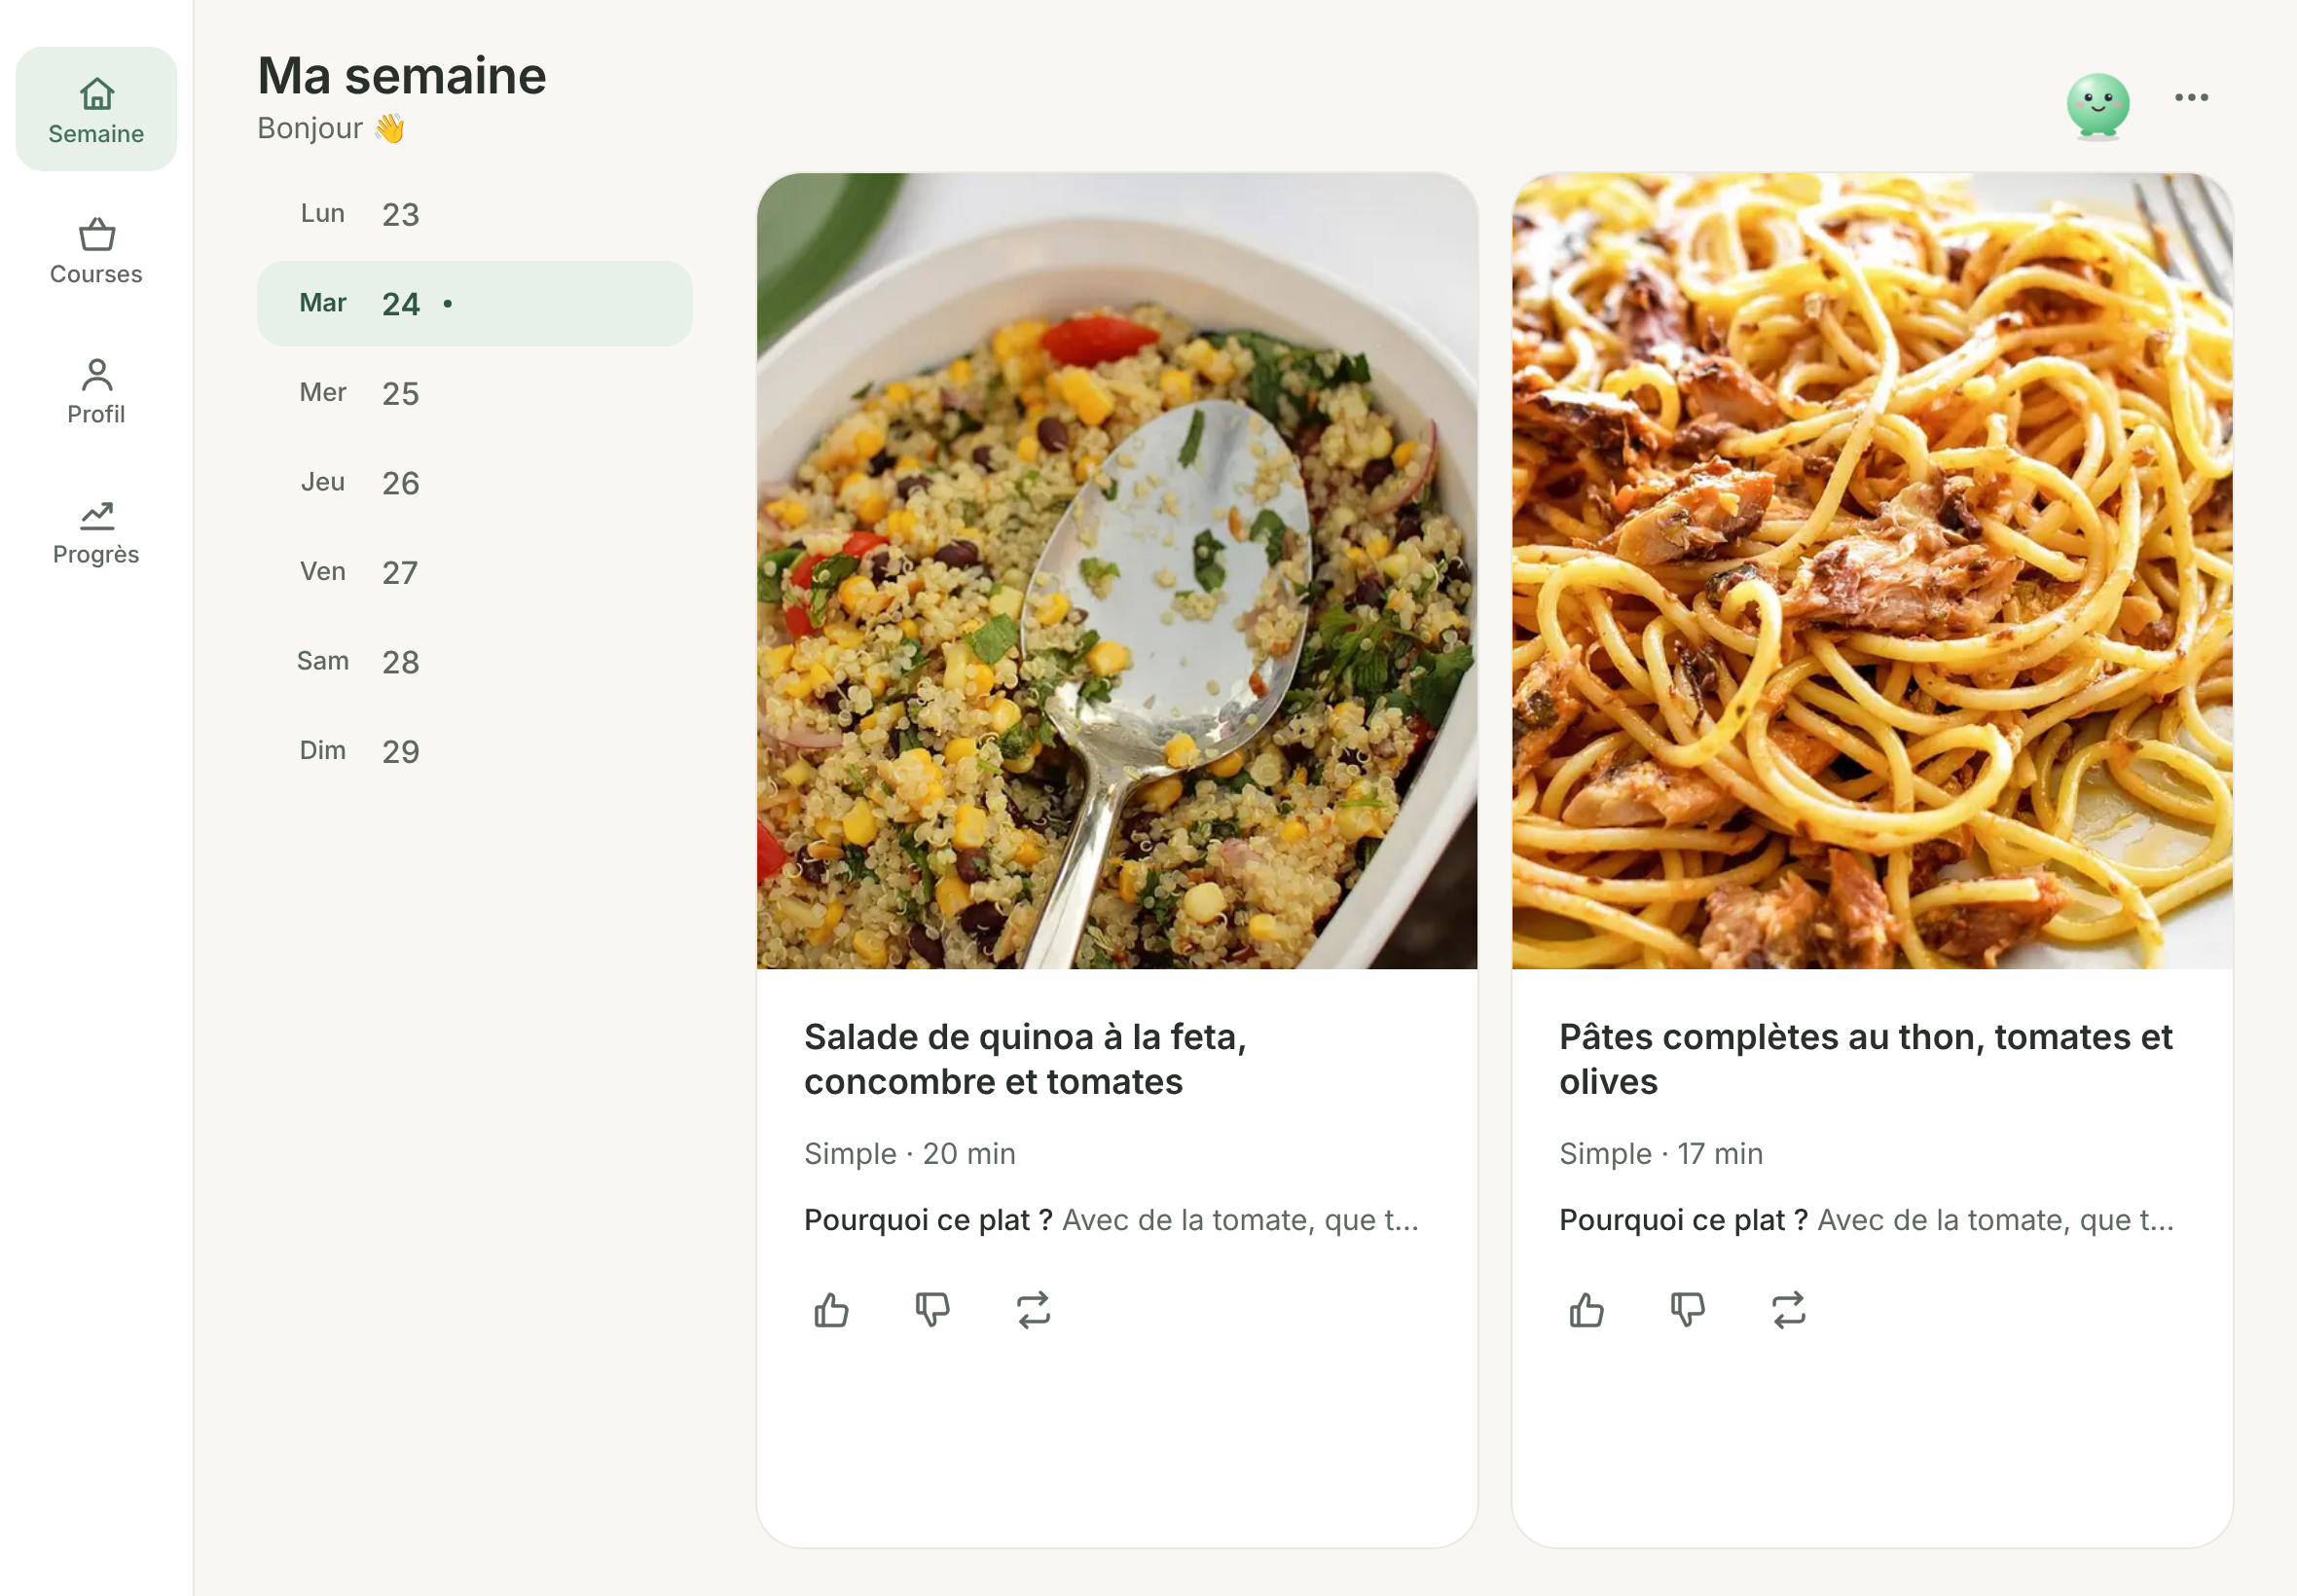 Semaine
Courses
Profil
Progrès
Ma semaine
Bonjour 👋
Lun 23
Mar 24 •
Mer 25
Jeu 26
Ven 27
Sam 28
Dim 29
Salade de quinoa à la feta,
concombre et tomates
Simple · 20 min
Pourquoi ce plat ? Avec de la tomate, que t...
Pâtes complètes au thon, tomates et
olives
Simple · 17 min
Pourquoi ce plat ? Avec de la tomate, que t...